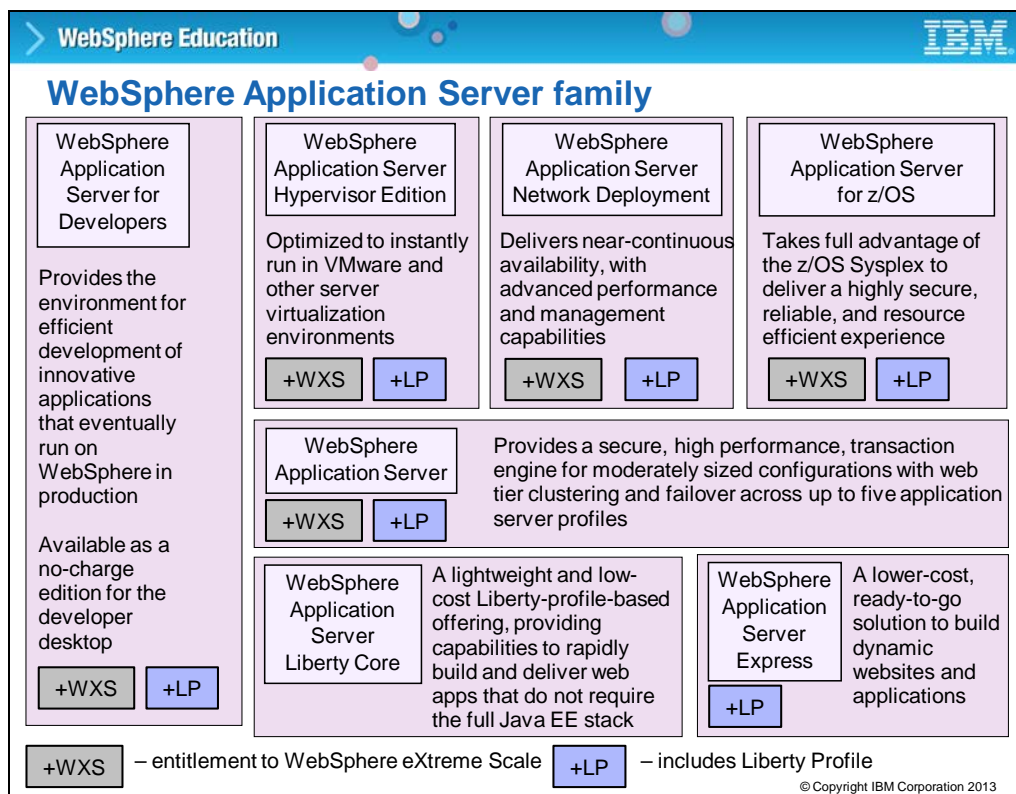 WebSphere Education
IBM.
WebSphere Application Server family
WebSphere
Application
Server for
Developers
Provides the
environment for
efficient
development of
innovative
applications
that eventually
run on
WebSphere in
production
Available as a
no-charge
edition for the
developer
desktop
+WXS +LP
WebSphere
Application Server
Hypervisor Edition
Optimized to instantly
run in VMware and
other server
virtualization
environments
+WXS +LP
WebSphere
Application Server
Network Deployment
Delivers near-continuous
availability, with
advanced performance
and management
capabilities
+WXS +LP
WebSphere
Application Server
for z/OS
Takes full advantage of
the z/OS Sysplex to
deliver a highly secure,
reliable, and resource
efficient experience
+WXS +LP
WebSphere
Application Server
+WXS +LP
Provides a secure, high performance, transaction
engine for moderately sized configurations with web
tier clustering and failover across up to five application
server profiles
WebSphere
Application
Server
Liberty Core
A lightweight and low-
cost Liberty-profile-based
offering, providing
capabilities to rapidly
build and deliver web
apps that do not require
the full Java EE stack
WebSphere
Application
Server
Express
+LP
A lower-cost,
ready-to-go
solution to build
dynamic
websites and
applications
+WXS – entitlement to WebSphere eXtreme Scale +LP – includes Liberty Profile
© Copyright IBM Corporation 2013